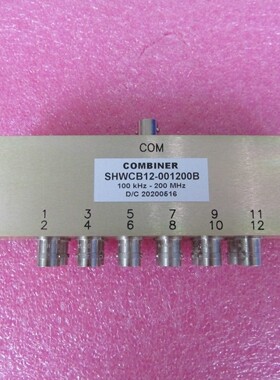 COM
COMBINER
SHWCB12-001200B
100 kHz - 200 MHz
D/C 20200516
1 3 5 7 9 11
2 4 6 8 10 12